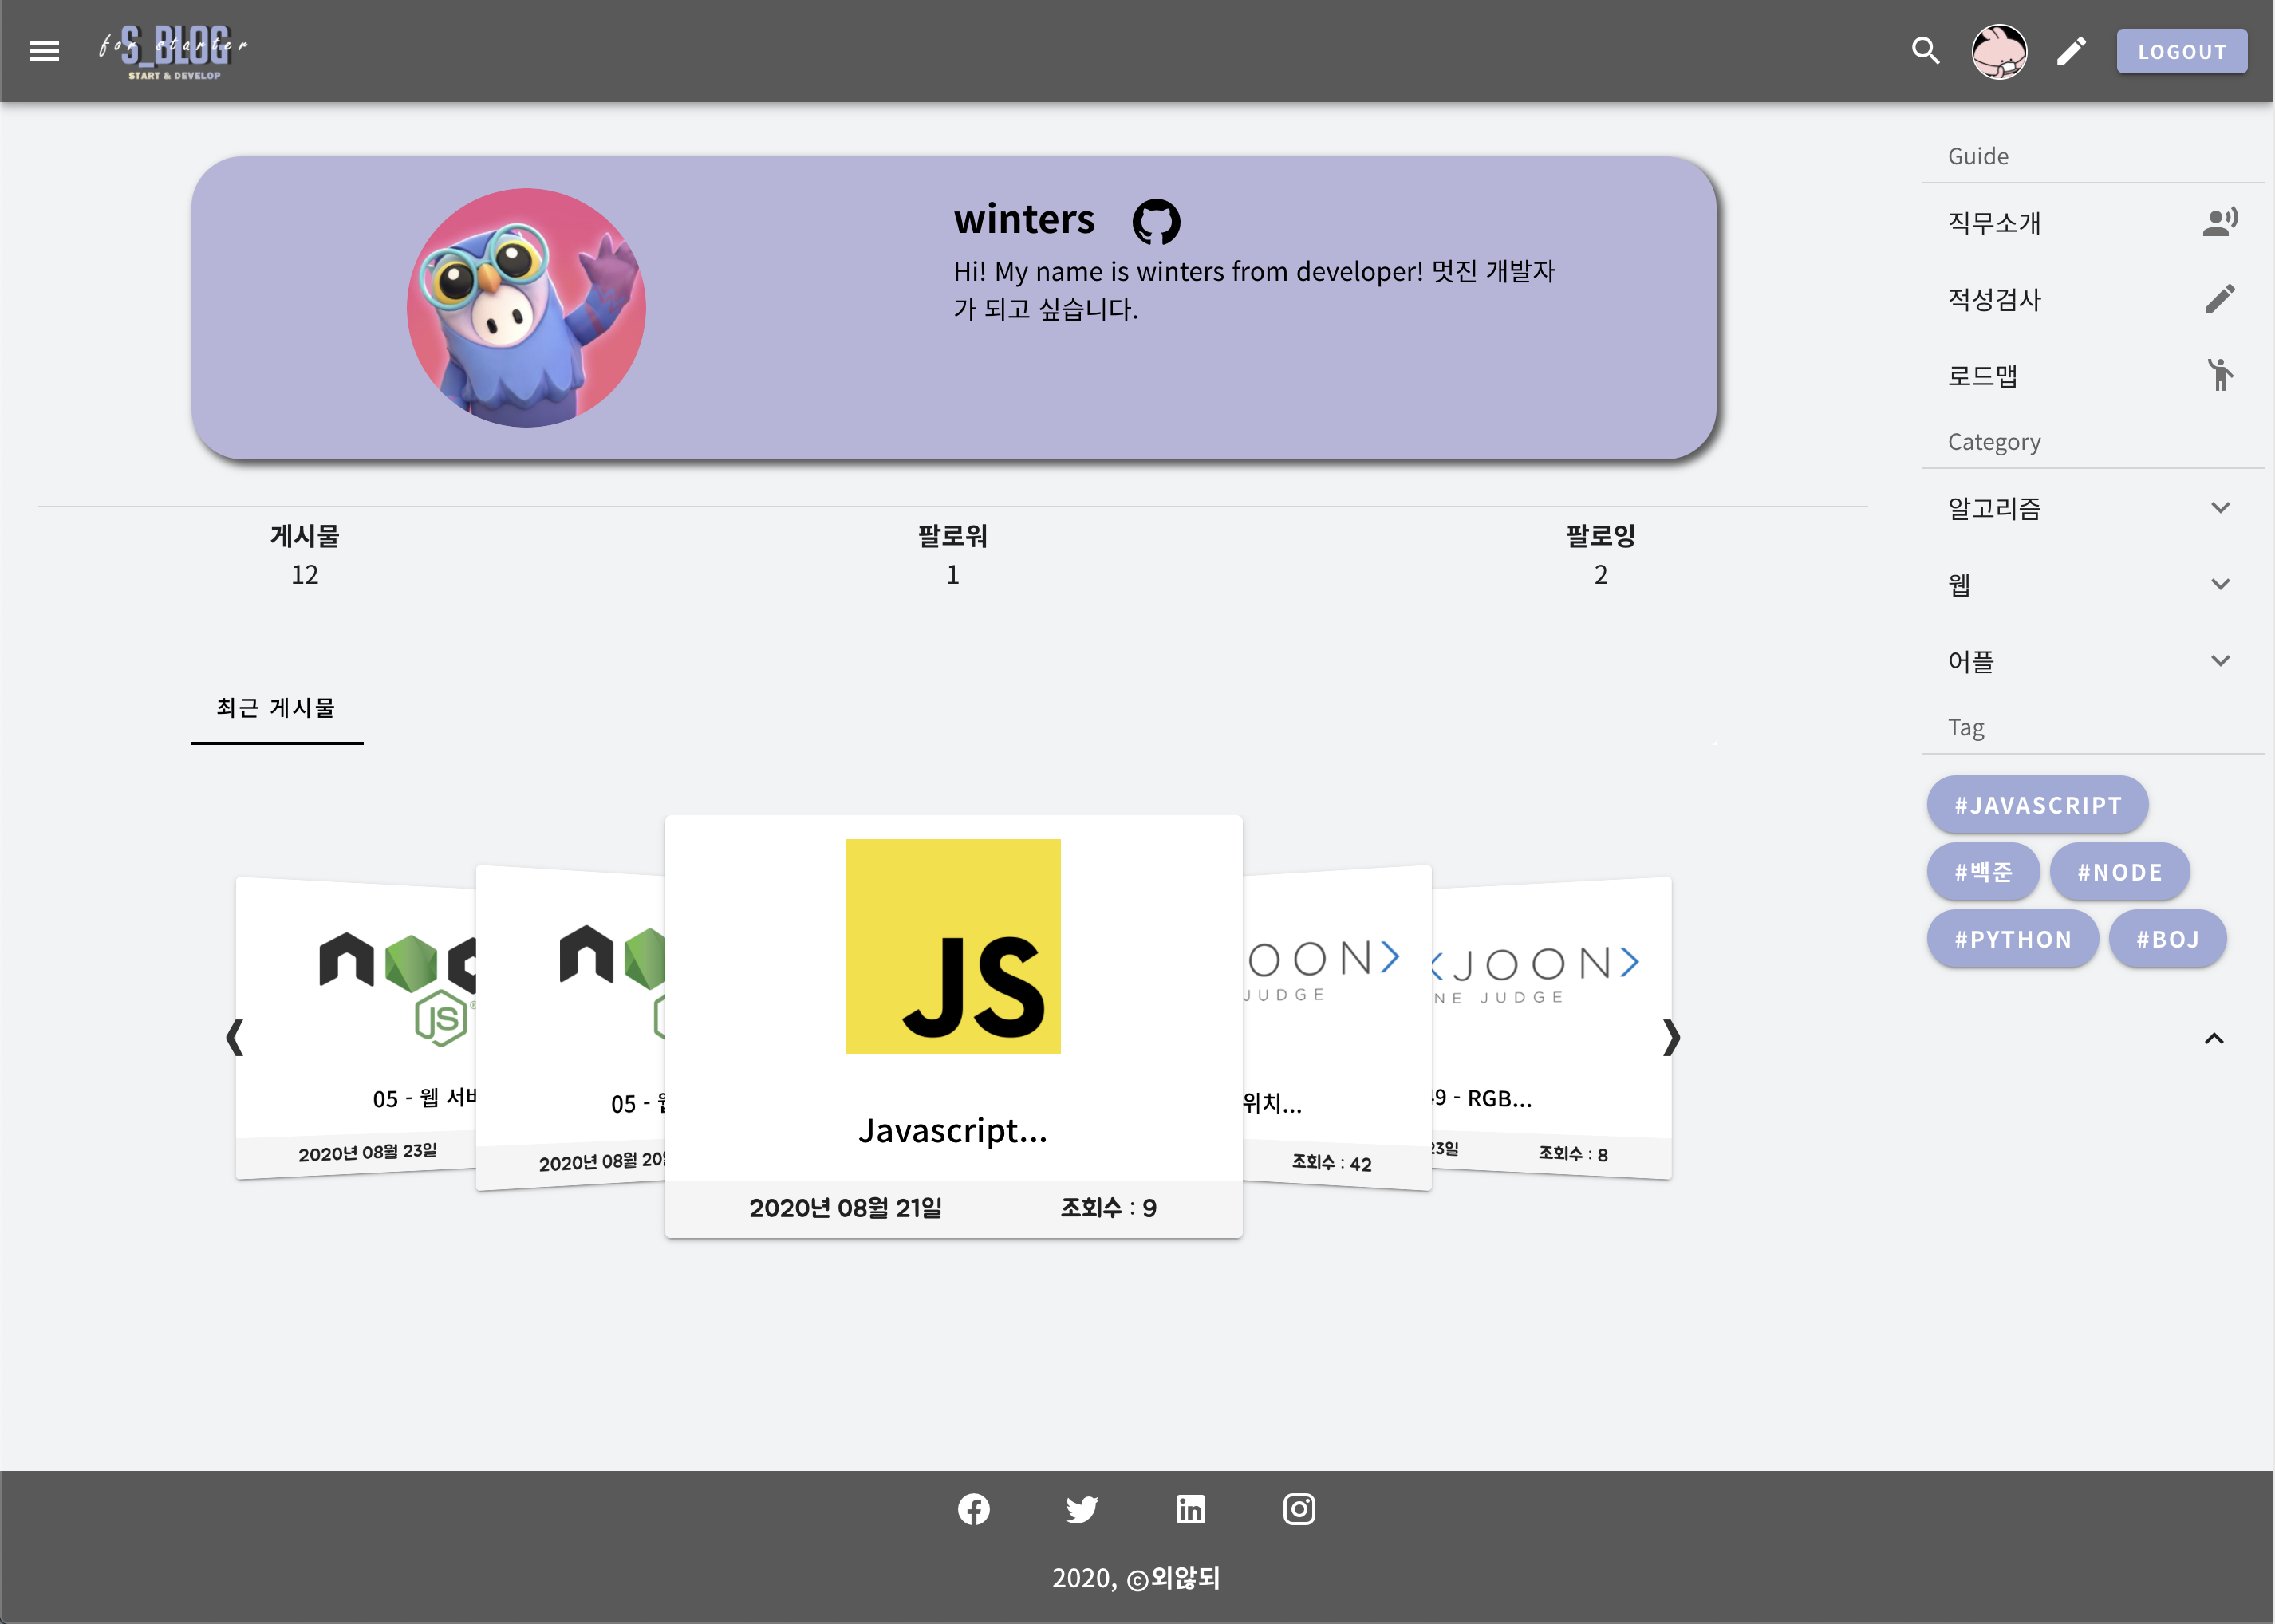 for starter
S_BLOG
START & DEVELOP
LOGOUT
winters
Hi! My name is winters from developer! 멋진 개발자
가 되고 싶습니다.
게시물
12
팔로워
1
팔로잉
2
최근 게시물
JS
05 - 웹 서버
2020년 08월 23일
JS
05 -
2020년 08월 20일
JS
Javascript...
2020년 08월 21일
조회수 : 9
OON>
JUDGE
위치...
조회수 : 42
JOON>
NE JUDGE
49 - RGB...
23일
조회수 : 8
Guide
직무소개
적성검사
로드맵
Category
알고리즘
웹
어플
Tag
#JAVASCRIPT
#백준 #NODE
#PYTHON #BOJ
2020, ©외않되